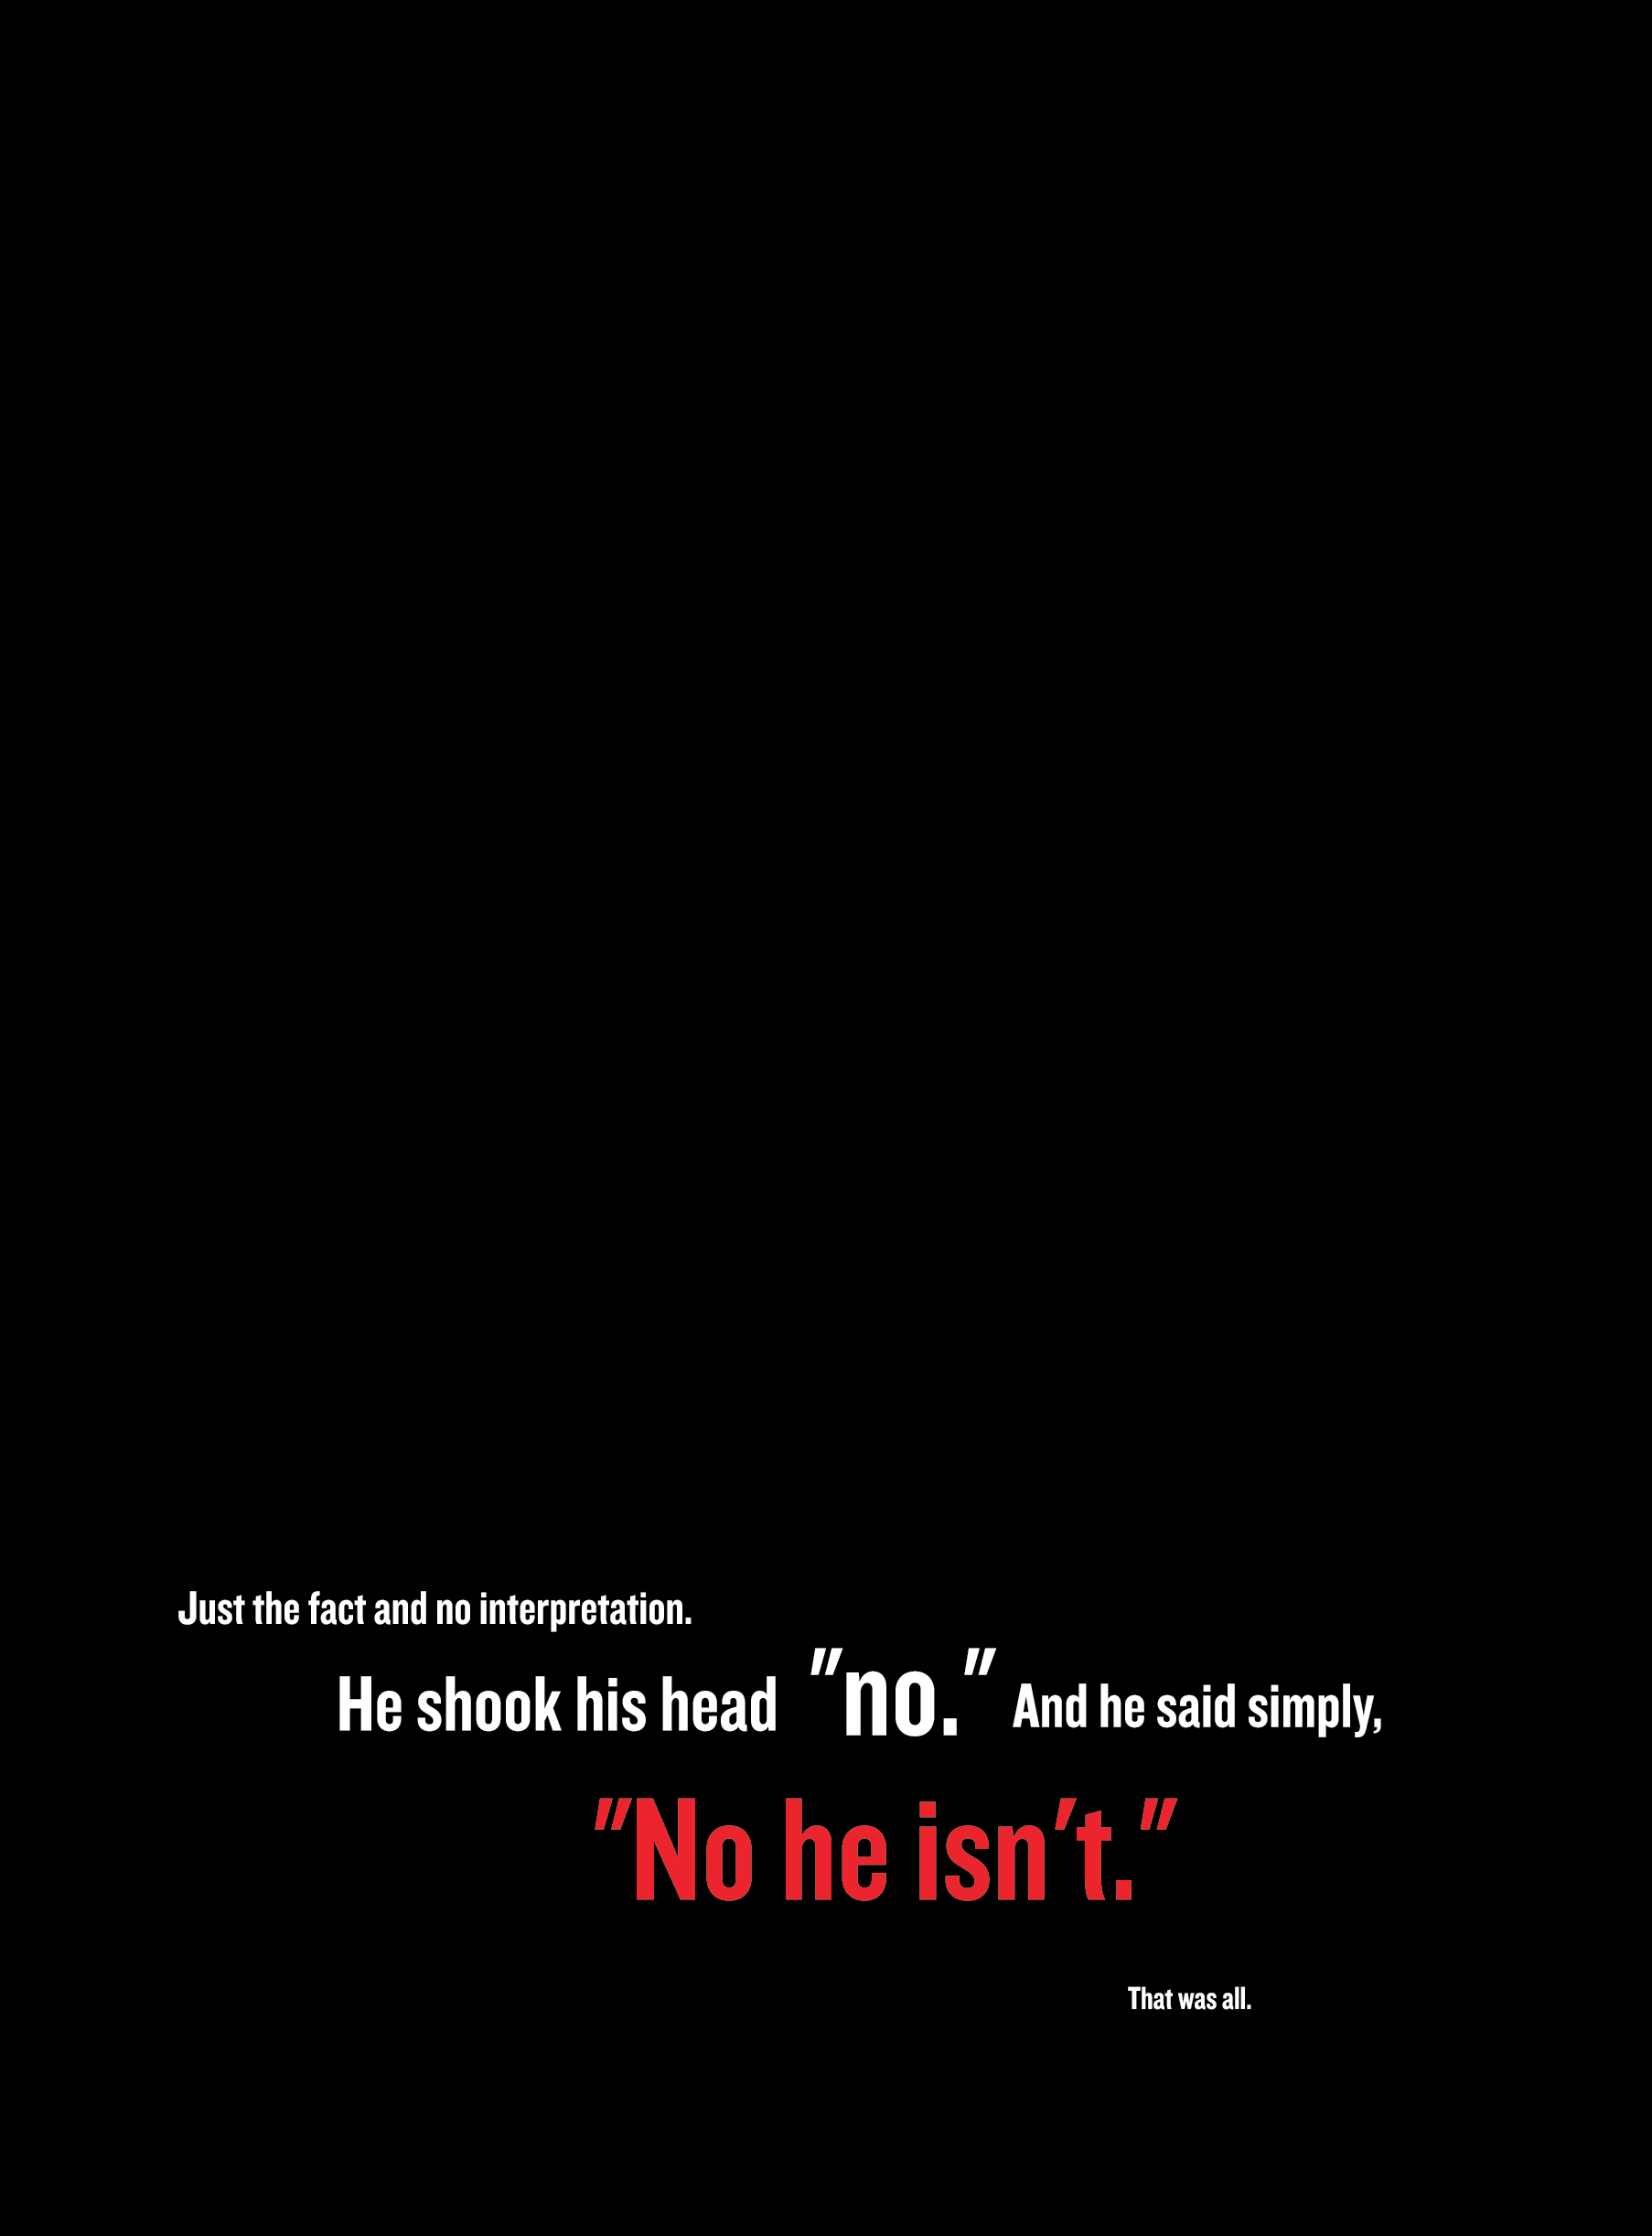 Just the fact and no interpretation.
He shook his head "no." And he said simply,
"No he isn't."
That was all.